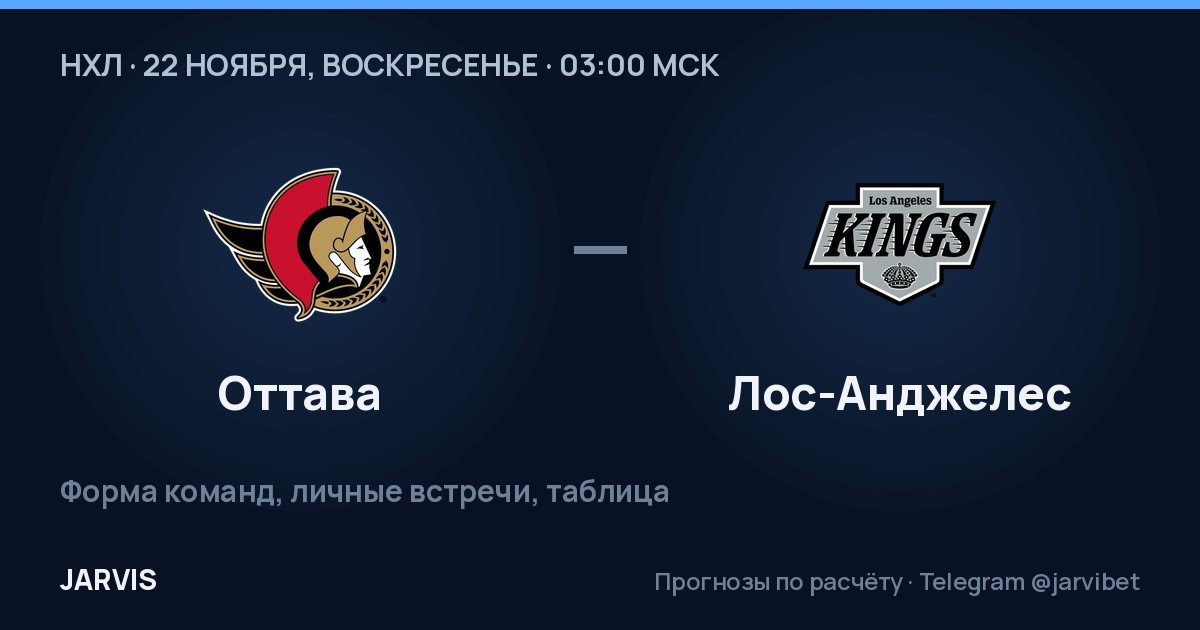 НХЛ · 22 НОЯБРЯ, ВОСКРЕСЕНЬЕ · 03:00 МСК
Los Angeles
KINGS
Оттава
Лос-Анджелес
Форма команд, личные встречи, таблица
JARVIS
Прогнозы по расчёту · Telegram @jarvibet